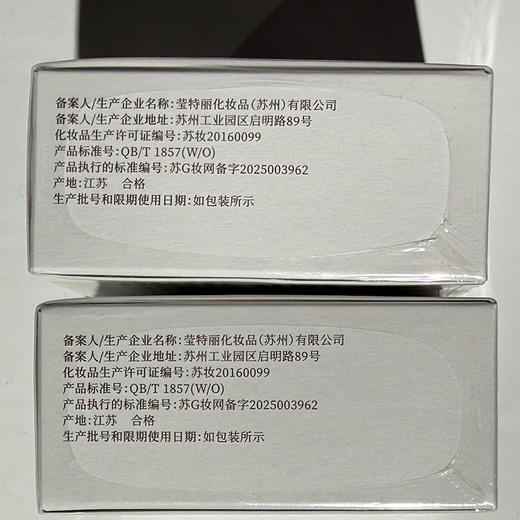 备案人/生产企业名称:莹特丽化妆品(苏州)有限公司
备案人/生产企业地址:苏州工业园区启明路89号
化妆品生产许可证编号:苏妆20160099
产品标准号:QB/T 1857(W/O)
产品执行的标准编号:苏G妆网备字2025003962
产地:江苏 合格
生产批号和限期使用日期:如包装所示
备案人/生产企业名称:莹特丽化妆品(苏州)有限公司
备案人/生产企业地址:苏州工业园区启明路89号
化妆品生产许可证编号:苏妆20160099
产品标准号:QB/T 1857(W/O)
产品执行的标准编号:苏G妆网备字2025003962
产地:江苏 合格
生产批号和限期使用日期:如包装所示